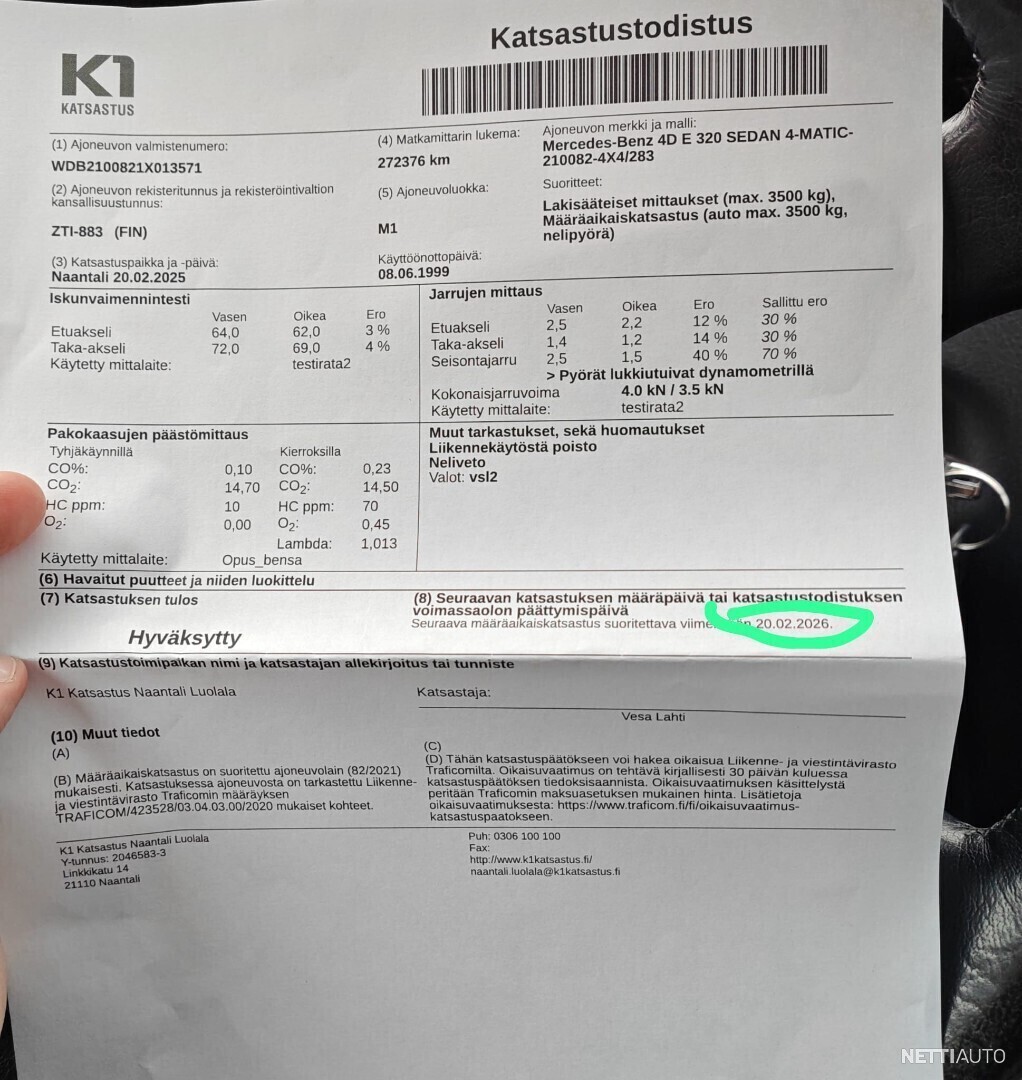 Katsastustodistus
K1
KATSASTUS
(1) Ajoneuvon valmistenumero:
WDB2100821X013571
(4) Matkamittarin lukema:
272376 km
Ajoneuvon merkki ja malli:
Mercedes-Benz 4D E 320 SEDAN 4-MATIC-
210082-4X4/283
(2) Ajoneuvon rekisteritunnus ja rekisteröintivaltion
kansallisuustunnus:
ZTI-883 (FIN)
(5) Ajoneuvoluokka:
M1
Suoritteet:
Lakisääteiset mittaukset (max. 3500 kg),
Määräaikaiskatsastus (auto max. 3500 kg,
nelipyörä)
(3) Katsastuspaikka ja -päivä:
Naantali 20.02.2025
Käyttöönottopäivä:
08.06.1999
Iskunvaimennintesti
Vasen Oikea Ero
Etuakseli 64,0 62,0 3 %
Taka-akseli 72,0 69,0 4 %
Käytetty mittalaite: testirata2
Jarrujen mittaus
Vasen Oikea Ero Sallittu ero
Etuakseli 2,5 2,2 12 % 30 %
Taka-akseli 1,4 1,2 14 % 30 %
Seisontajarru 2,5 1,5 40 % 70 %
> Pyörät lukkiutuivat dynamometrillä
Kokonaisjarruvoima 4.0 kN / 3.5 kN
Käytetty mittalaite: testirata2
Pakokaasujen päästömittaus
Tyhjäkäynnillä Kierroksilla
CO%: 0,10 CO%: 0,23
CO2: 14,70 CO2: 14,50
HC ppm: 10 HC ppm: 70
O2: 0,00 O2: 0,45
Lambda: 1,013
Käytetty mittalaite: Opus_bensa
Muut tarkastukset, sekä huomautukset
Liikennekäytöstä poisto
Neliveto
Valot: vsl2
(6) Havaitut puutteet ja niiden luokittelu
(7) Katsastuksen tulos
Hyväksytty
(8) Seuraavan katsastuksen määräpäivä tai katsastustodistuksen
voimassaolon päättymispäivä
Seuraava määräaikaiskatsastus suoritettava 20.02.2026.
(9) Katsastustoimipaikan nimi ja katsastajan allekirjoitus tai tunniste
K1 Katsastus Naantali Luolala
Katsastaja:
Vesa Lahti
(10) Muut tiedot
(A)
(B) Määräaikaiskatsastus on suoritettu ajoneuvolain (82/2021)
mukaisesti. Katsastuksessa ajoneuvosta on tarkastettu Liikenne-
ja viestintävirasto Traficomin määräyksen
TRAFICOM/423528/03.04.03.00/2020 mukaiset kohteet.
(C)
(D) Tähän katsastuspäätökseen voi hakea oikaisua Liikenne- ja viestintävirasto
Traficomilta. Oikaisuvaatimus on tehtävä kirjallisesti 30 päivän kuluessa
katsastuspäätöksen tiedoksisaannista. Oikaisuvaatimuksen käsittelystä
peritään Traficomin maksuasetuksen mukainen hinta. Lisätietoja
oikaisuvaatimuksesta: https://www.traficom.fi/fi/oikaisuvaatimus-
katsastuspaatokseen.
K1 Katsastus Naantali Luolala
Y-tunnus: 2046583-3
Linkkikatu 14
21110 Naantali
Puh: 0306 100 100
Fax:
http://www.k1katsastus.fi/
naantali.luolala@k1katsastus.fi
NETTIAUTO